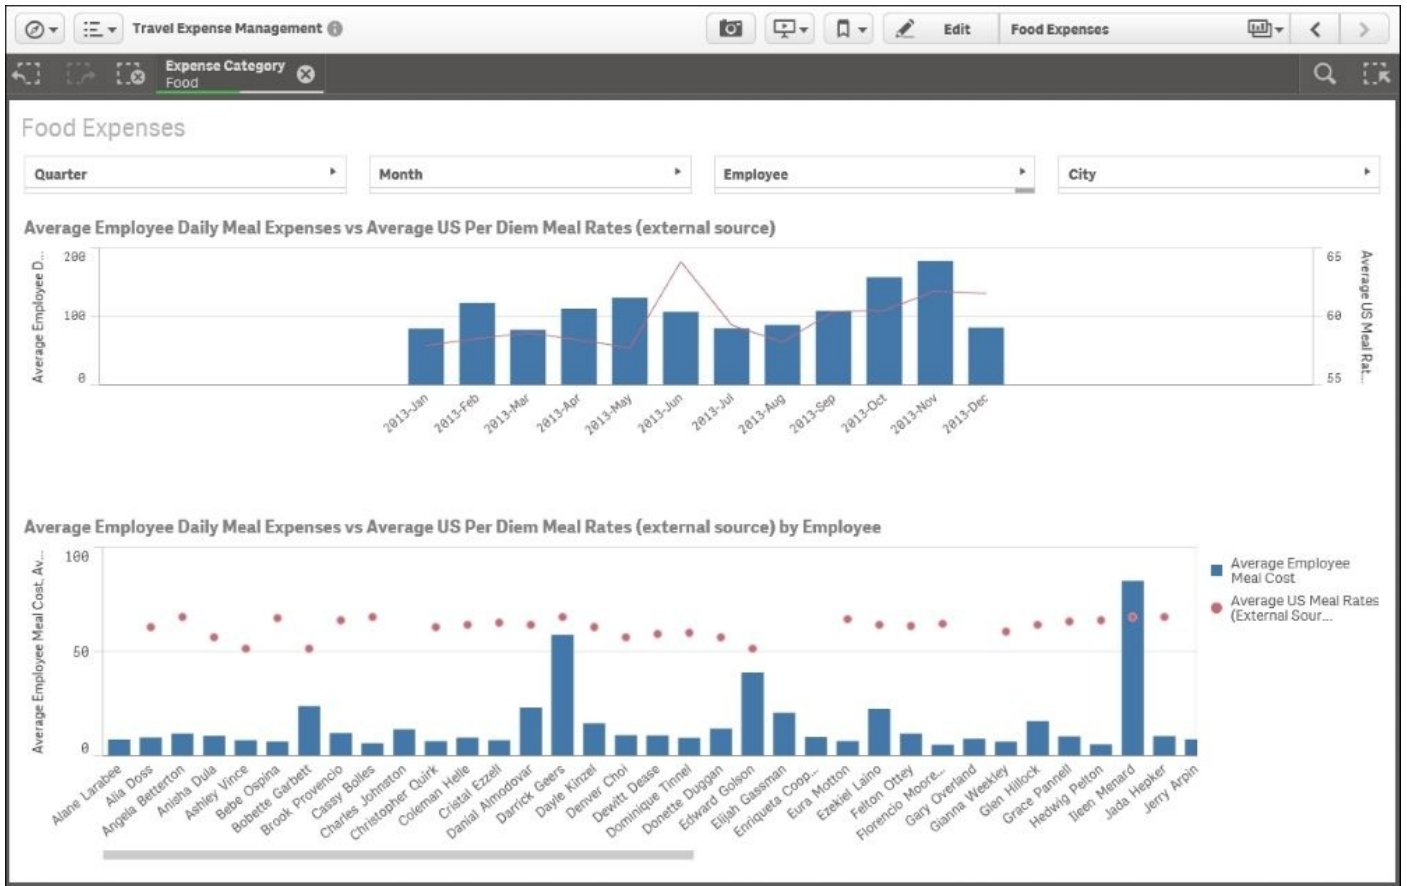 Travel Expense Management
Edit
Food Expenses
Expense Category
Food
Food Expenses
Quarter
Month
Employee
City
Average Employee Daily Meal Expenses vs Average US Per Diem Meal Rates (external source)
Average Employee D...
200
100
0
65
60
55
Average US Meal Rat...
2013-Jan
2013-Feb
2013-Mar
2013-Apr
2013-May
2013-Jun
2013-Jul
2013-Aug
2013-Sep
2013-Oct
2013-Nov
2013-Dec
Average Employee Daily Meal Expenses vs Average US Per Diem Meal Rates (external source) by Employee
Average Employee Meal Cost, Av...
100
50
0
Average Employee
Meal Cost
Average US Meal Rates
(External Sour...
Alane Larabee
Alia Doss
Angela Betterton
Anisha Dula
Ashley Vince
Bebe Ospina
Bobette Garbett
Brook Provencio
Cassy Bolles
Charles Johnston
Christopher Quirk
Coleman Helle
Cristal Ezzell
Danial Almodovar
Darrick Geers
Dayle Kinzel
Denver Choi
Dewitt Dease
Dominique Tinnel
Donette Duggan
Edward Golson
Elijah Gassman
Enriqueta Coop...
Eura Motton
Ezekiel Laino
Felton Ottey
Florencio Moore...
Gary Overland
Gianna Weekley
Glen Hillock
Grace Pannell
Hedwig Pelton
Ileen Menard
Jada Hepker
Jerry Arpin